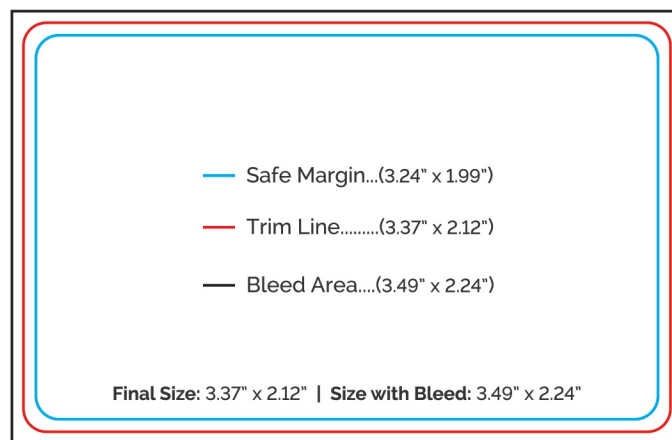 Safe Margin...(3.24” x 1.99”)
Trim Line.........(3.37” x 2.12”)
Bleed Area....(3.49” x 2.24”)
Final Size: 3.37” x 2.12” | Size with Bleed: 3.49” x 2.24”